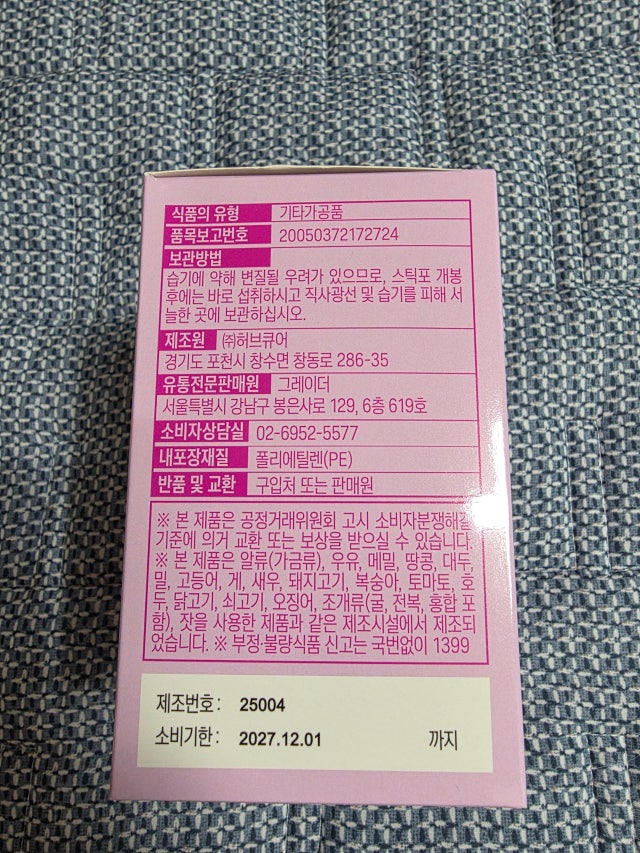 식품의 유형 기타가공품
품목보고번호 20050372172724
보관방법
습기에 약해 변질될 우려가 있으므로, 스틱포 개봉
후에는 바로 섭취하시고 직사광선 및 습기를 피해 서
늘한 곳에 보관하십시오.
제조원 ㈜허브큐어
경기도 포천시 창수면 창동로 286-35
유통전문판매원 그레이더
서울특별시 강남구 봉은사로 129, 6층 619호
소비자상담실 02-6952-5577
내포장재질 폴리에틸렌(PE)
반품 및 교환 구입처 또는 판매원
※ 본 제품은 공정거래위원회 고시 소비자분쟁해결
기준에 의거 교환 또는 보상을 받으실 수 있습니다.
※ 본 제품은 알류(가금류), 우유, 메밀, 땅콩, 대두,
밀, 고등어, 게, 새우, 돼지고기, 복숭아, 토마토, 호
두, 닭고기, 쇠고기, 오징어, 조개류(굴, 전복, 홍합 포
함), 잣을 사용한 제품과 같은 제조시설에서 제조되
었습니다. ※ 부정·불량식품 신고는 국번없이 1399
제조번호: 25004
소비기한: 2027.12.01 까지